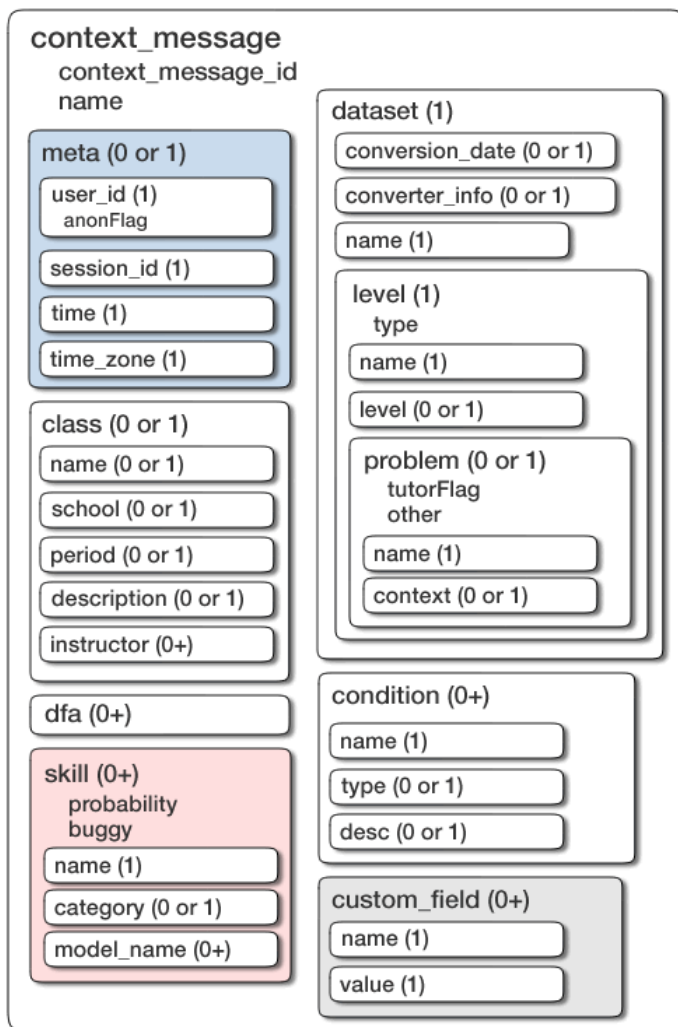 context_message
context_message_id
name
meta (0 or 1)
user_id (1)
anonFlag
session_id (1)
time (1)
time_zone (1)
class (0 or 1)
name (0 or 1)
school (0 or 1)
period (0 or 1)
description (0 or 1)
instructor (0+)
dfa (0+)
skill (0+)
probability
buggy
name (1)
category (0 or 1)
model_name (0+)
dataset (1)
conversion_date (0 or 1)
converter_info (0 or 1)
name (1)
level (1)
type
name (1)
level (0 or 1)
problem (0 or 1)
tutorFlag
other
name (1)
context (0 or 1)
condition (0+)
name (1)
type (0 or 1)
desc (0 or 1)
custom_field (0+)
name (1)
value (1)